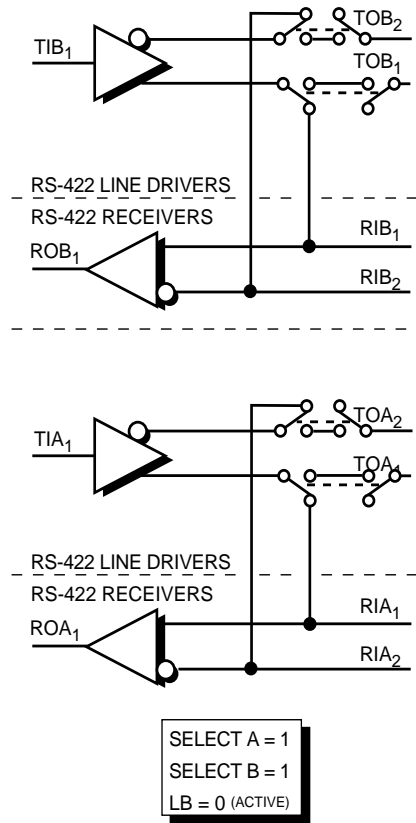 TOB2
TIB1
TOB1
RS-422 LINE DRIVERS
RS-422 RECEIVERS
ROB1
RIB1
RIB2
TOA2
TIA1
TOA1
RS-422 LINE DRIVERS
RS-422 RECEIVERS
ROA1
RIA1
RIA2
SELECT A = 1
SELECT B = 1
LB = 0 (ACTIVE)